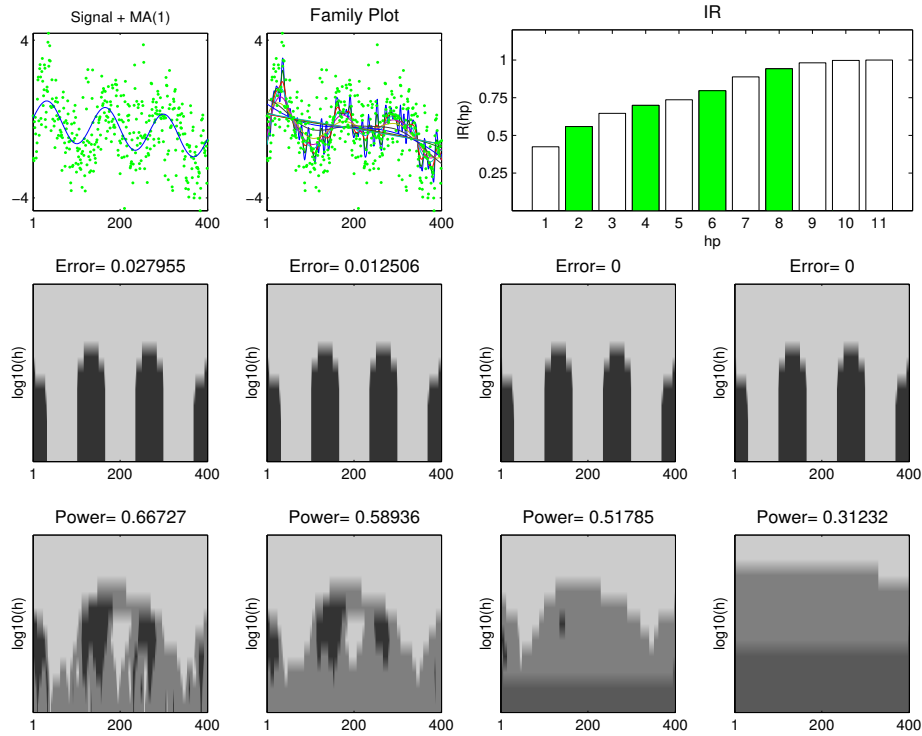 Signal + MA(1)
4
−4
1
200
400
Family Plot
4
−4
1
200
400
IR
IR(hp)
1
0.75
0.5
0.25
1 2 3 4 5 6 7 8 9 10 11
hp
Error= 0.027955
log10(h)
1 200 400
Error= 0.012506
log10(h)
1 200 400
Error= 0
log10(h)
1 200 400
Error= 0
log10(h)
1 200 400
Power= 0.66727
log10(h)
1 200 400
Power= 0.58936
log10(h)
1 200 400
Power= 0.51785
log10(h)
1 200 400
Power= 0.31232
log10(h)
1 200 400